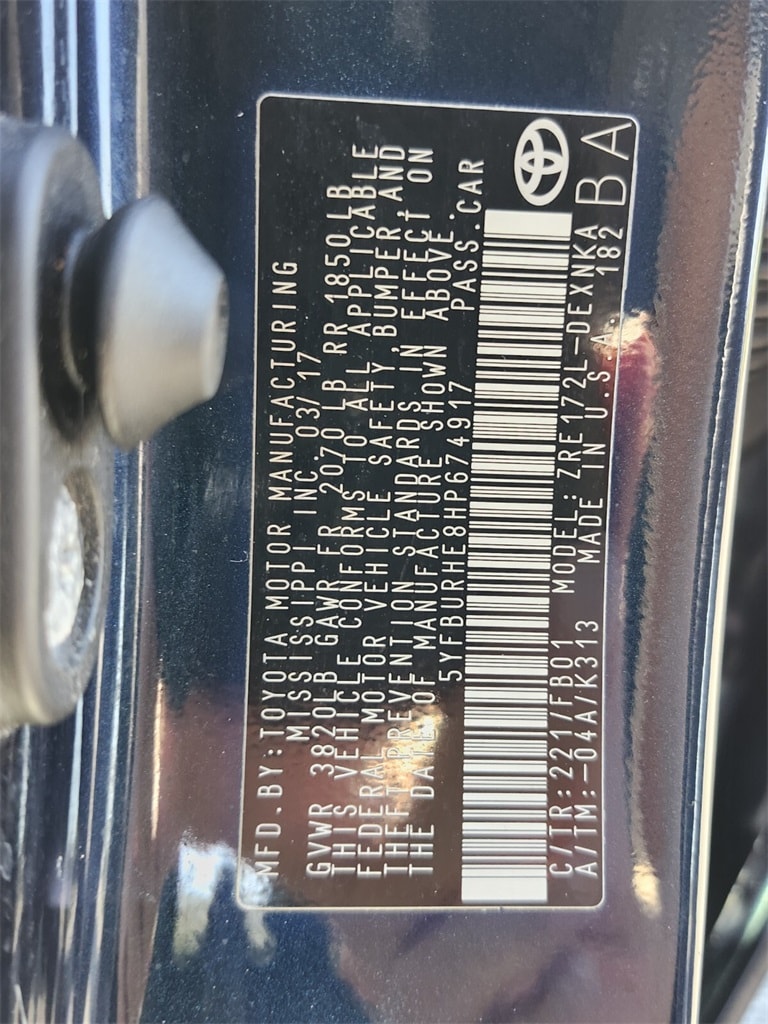 MFD.BY:TOYOTA MOTOR MANUFACTURING
MISSISSIPPI INC.03/17
GVWR 3820LB GAWR FR 2070 LB RR 1850 LB
THIS VEHICLE CONFORMS TO ALL APPLICABLE
FEDERAL MOTOR VEHICLE SAFETY,BUMPER,AND
THEFT PREVENTION STANDARDS IN EFFECT ON
THE DATE OF MANUFACTURE SHOWN ABOVE.
5YFBURHE8HP674917 PASS.CAR
C/TR:221/FB01 MODEL:ZRE172L-DEXNKA
A/TM:-04A/K313 MADE IN U.S.A. 182
BA